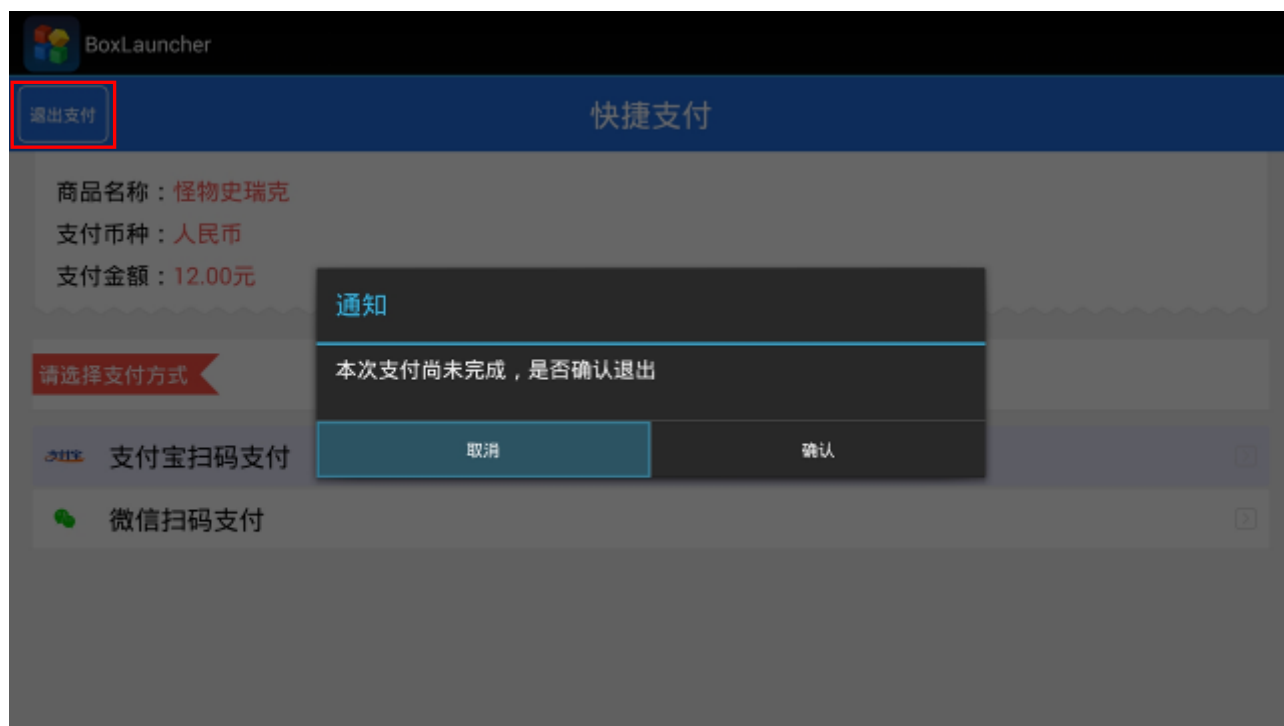 BoxLauncher
退出支付
快捷支付
商品名称：怪物史瑞克
支付币种：人民币
支付金额：12.00元
通知
本次支付尚未完成，是否确认退出
取消
确认
请选择支付方式
支付宝
支付宝扫码支付
微信扫码支付